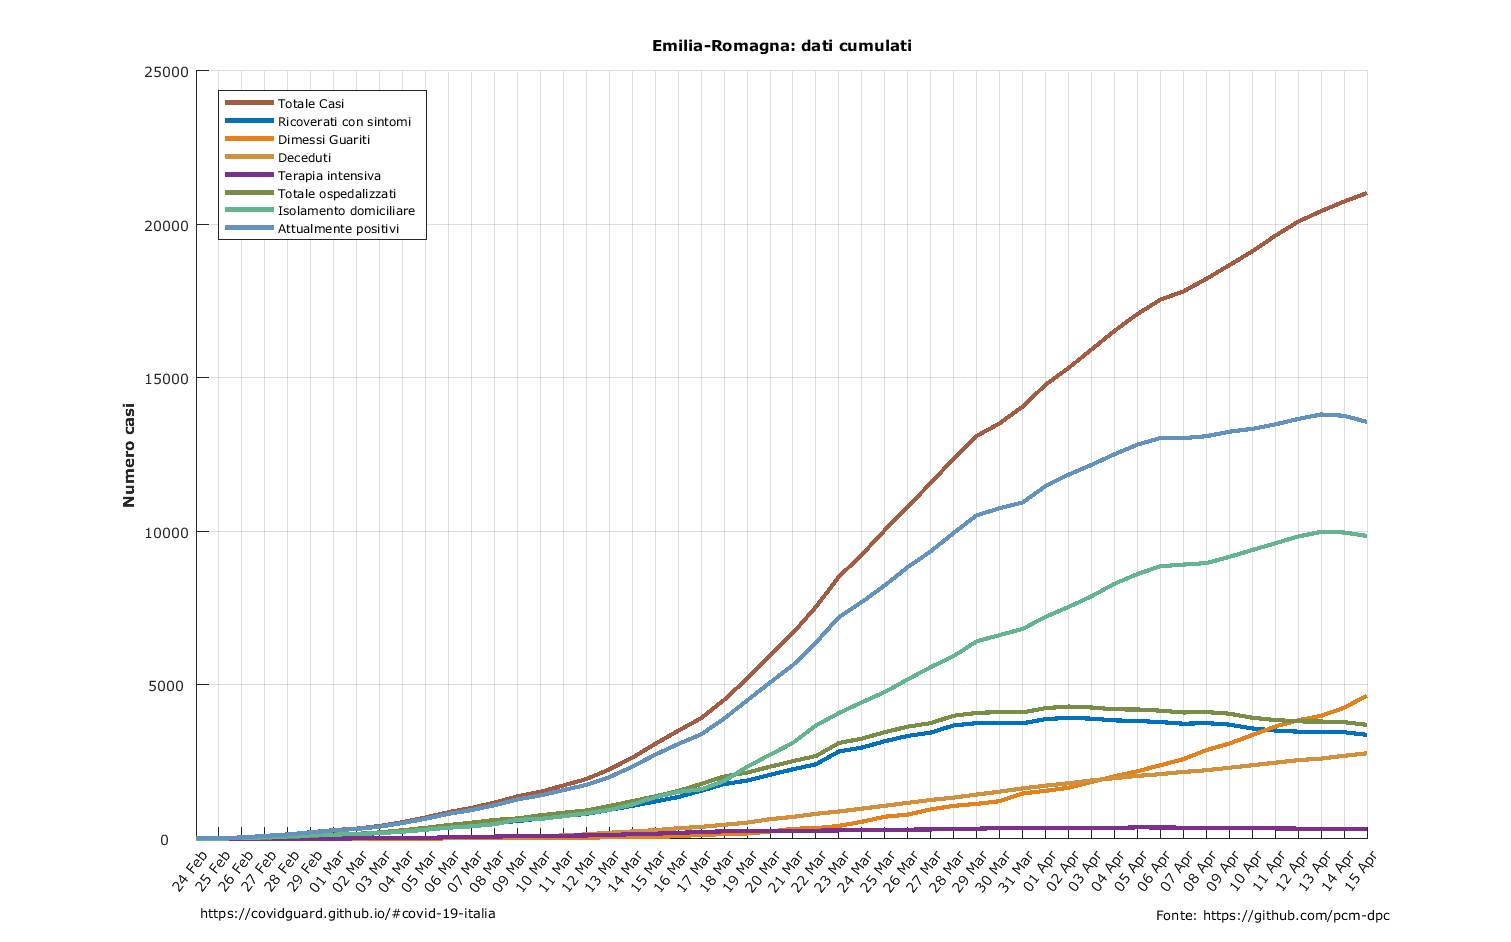 Emilia-Romagna: dati cumulati
25000
20000
15000
10000
5000
0
Numero casi
Totale Casi
Ricoverati con sintomi
Dimessi Guariti
Deceduti
Terapia intensiva
Totale ospedalizzati
Isolamento domiciliare
Attualmente positivi
24 Feb
25 Feb
26 Feb
27 Feb
28 Feb
29 Feb
01 Mar
02 Mar
03 Mar
04 Mar
05 Mar
06 Mar
07 Mar
08 Mar
09 Mar
10 Mar
11 Mar
12 Mar
13 Mar
14 Mar
15 Mar
16 Mar
17 Mar
18 Mar
19 Mar
20 Mar
21 Mar
22 Mar
23 Mar
24 Mar
25 Mar
26 Mar
27 Mar
28 Mar
29 Mar
30 Mar
31 Mar
01 Apr
02 Apr
03 Apr
04 Apr
05 Apr
06 Apr
07 Apr
08 Apr
09 Apr
10 Apr
11 Apr
12 Apr
13 Apr
14 Apr
15 Apr
https://covidguard.github.io/#covid-19-italia
Fonte: https://github.com/pcm-dpc